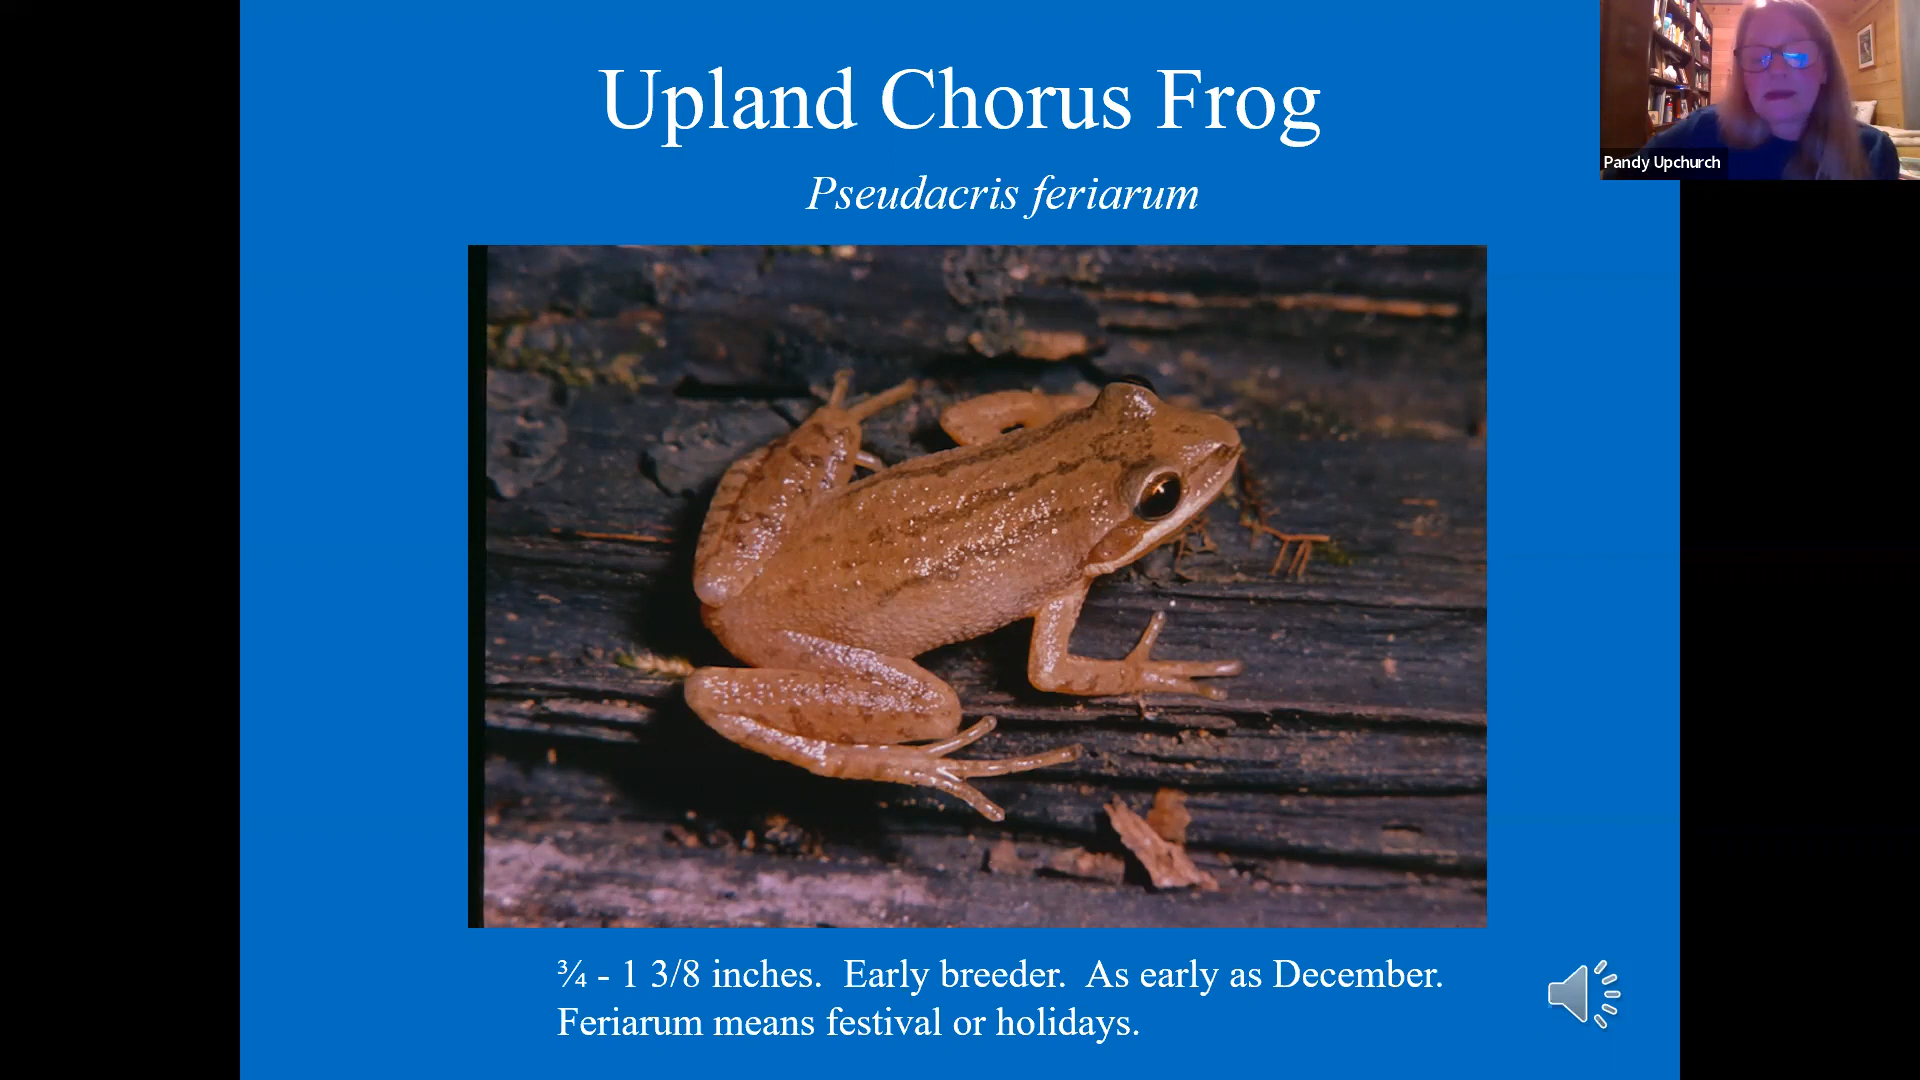 Upland Chorus Frog
Pseudacris feriarum
Pandy Upchurch
¾ - 1 3/8 inches.  Early breeder.  As early as December.
Feriarum means festival or holidays.